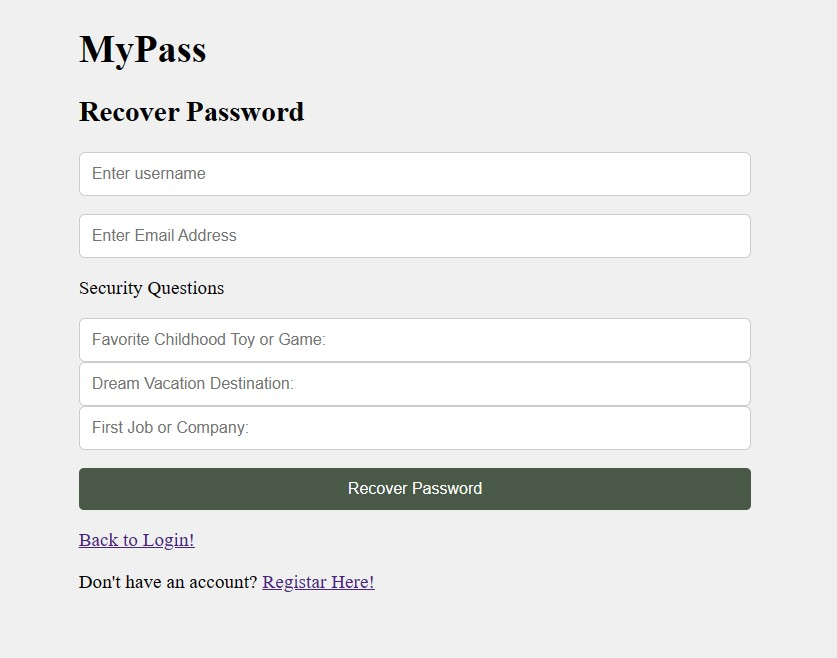 MyPass
Recover Password
Enter username
Enter Email Address
Security Questions
Favorite Childhood Toy or Game:
Dream Vacation Destination:
First Job or Company:
Recover Password
Back to Login!
Don't have an account? Registar Here!